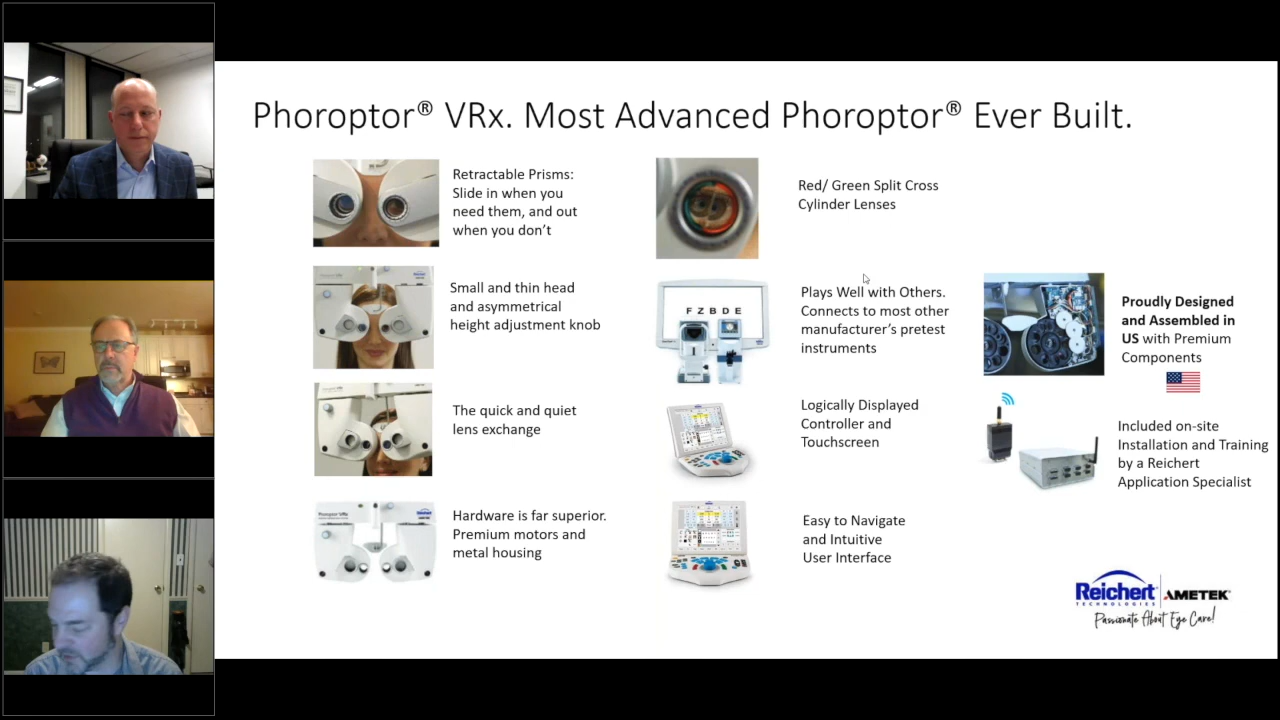 Phoroptor® VRx. Most Advanced Phoroptor® Ever Built.
Retractable Prisms:
Slide in when you
need them, and out
when you don't
Red/ Green Split Cross
Cylinder Lenses
Small and thin head
and asymmetrical
height adjustment knob
F Z B D E
Plays Well with Others.
Connects to most other
manufacturer's pretest
instruments
Proudly Designed
and Assembled in
US with Premium
Components
The quick and quiet
lens exchange
Logically Displayed
Controller and
Touchscreen
Included on-site
Installation and Training
by a Reichert
Application Specialist
Phoroptor VRx
Hardware is far superior.
Premium motors and
metal housing
Easy to Navigate
and Intuitive
User Interface
Reichert AMETEK®
TECHNOLOGIES
Passionate About Eye Care!